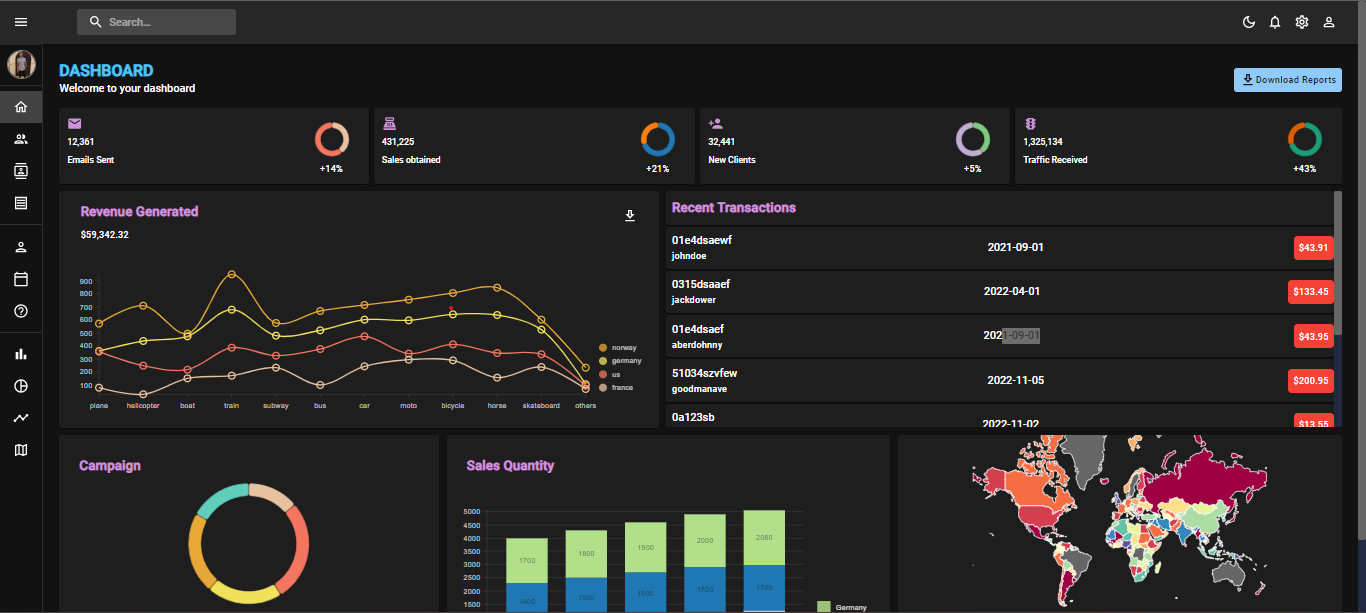 Search...
DASHBOARD
Welcome to your dashboard
Download Reports
12,361
Emails Sent
+14%
431,225
Sales obtained
+21%
32,441
New Clients
+5%
1,325,134
Traffic Received
+43%
Revenue Generated
$59,342.32
900
800
700
600
500
400
300
200
100
plane helicopter boat train subway bus car moto bicycle horse skateboard others
norway
germany
us
france
Recent Transactions
01e4dsaewf
johndoe
2021-09-01
$43.91
0315dsaaef
jackdower
2022-04-01
$133.45
01e4dsaef
aberdohnny
2021-09-01
$43.95
51034szvfew
goodmanave
2022-11-05
$200.95
0a123sb
2022-11-02
$13.55
Campaign
Sales Quantity
5000
4500
4000
3500
3000
2500
2000
1500
1700 1800 1900 2000 2080
1400 1500 1600 1700 1700
Germany